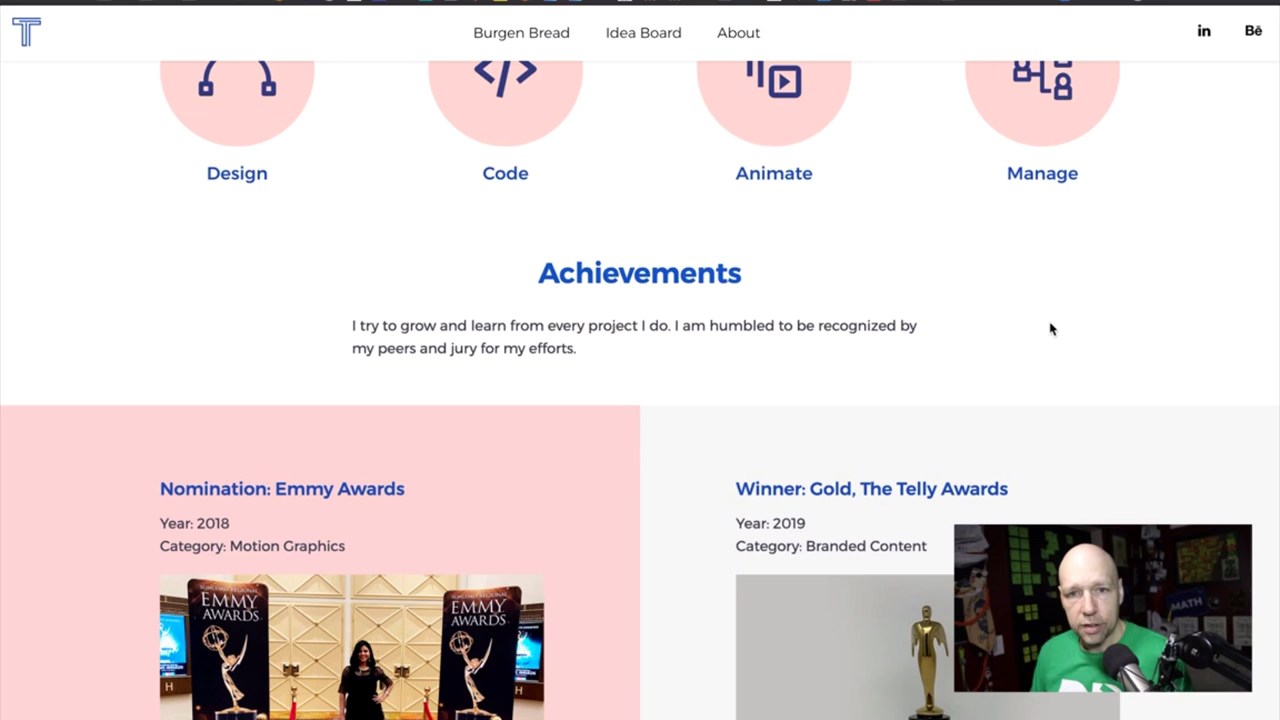 T
Burgen Bread
Idea Board
About
in
Bē
Design
Code
Animate
Manage
Achievements
I try to grow and learn from every project I do. I am humbled to be recognized by
my peers and jury for my efforts.
Nomination: Emmy Awards
Year: 2018
Category: Motion Graphics
Winner: Gold, The Telly Awards
Year: 2019
Category: Branded Content
EMMY
AWARDS
EMMY
AWARDS
H
H
MATH